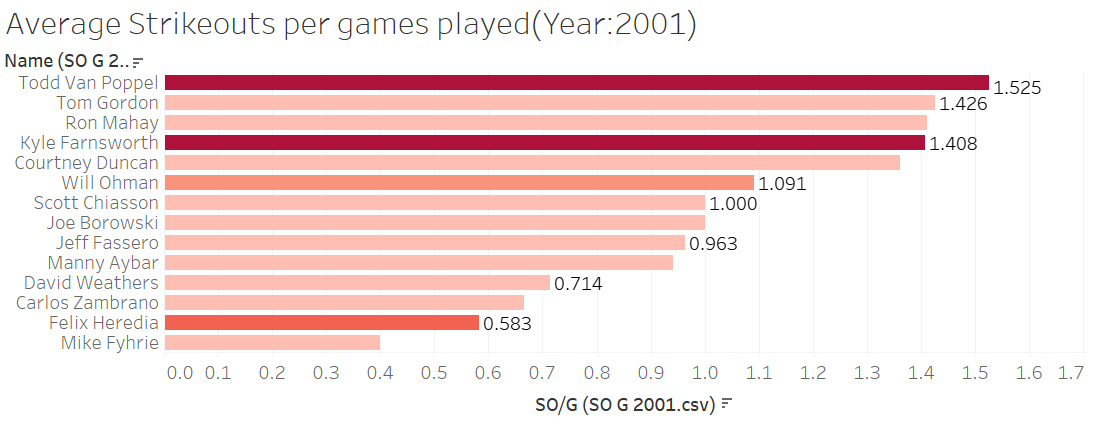 Average Strikeouts per games played(Year:2001)
Name (SO G 2..
Todd Van Poppel 1.525
Tom Gordon 1.426
Ron Mahay
Kyle Farnsworth 1.408
Courtney Duncan
Will Ohman 1.091
Scott Chiasson 1.000
Joe Borowski
Jeff Fassero 0.963
Manny Aybar
David Weathers 0.714
Carlos Zambrano
Felix Heredia 0.583
Mike Fyhrie
0.0 0.1 0.2 0.3 0.4 0.5 0.6 0.7 0.8 0.9 1.0 1.1 1.2 1.3 1.4 1.5 1.6 1.7
SO/G (SO G 2001.csv)